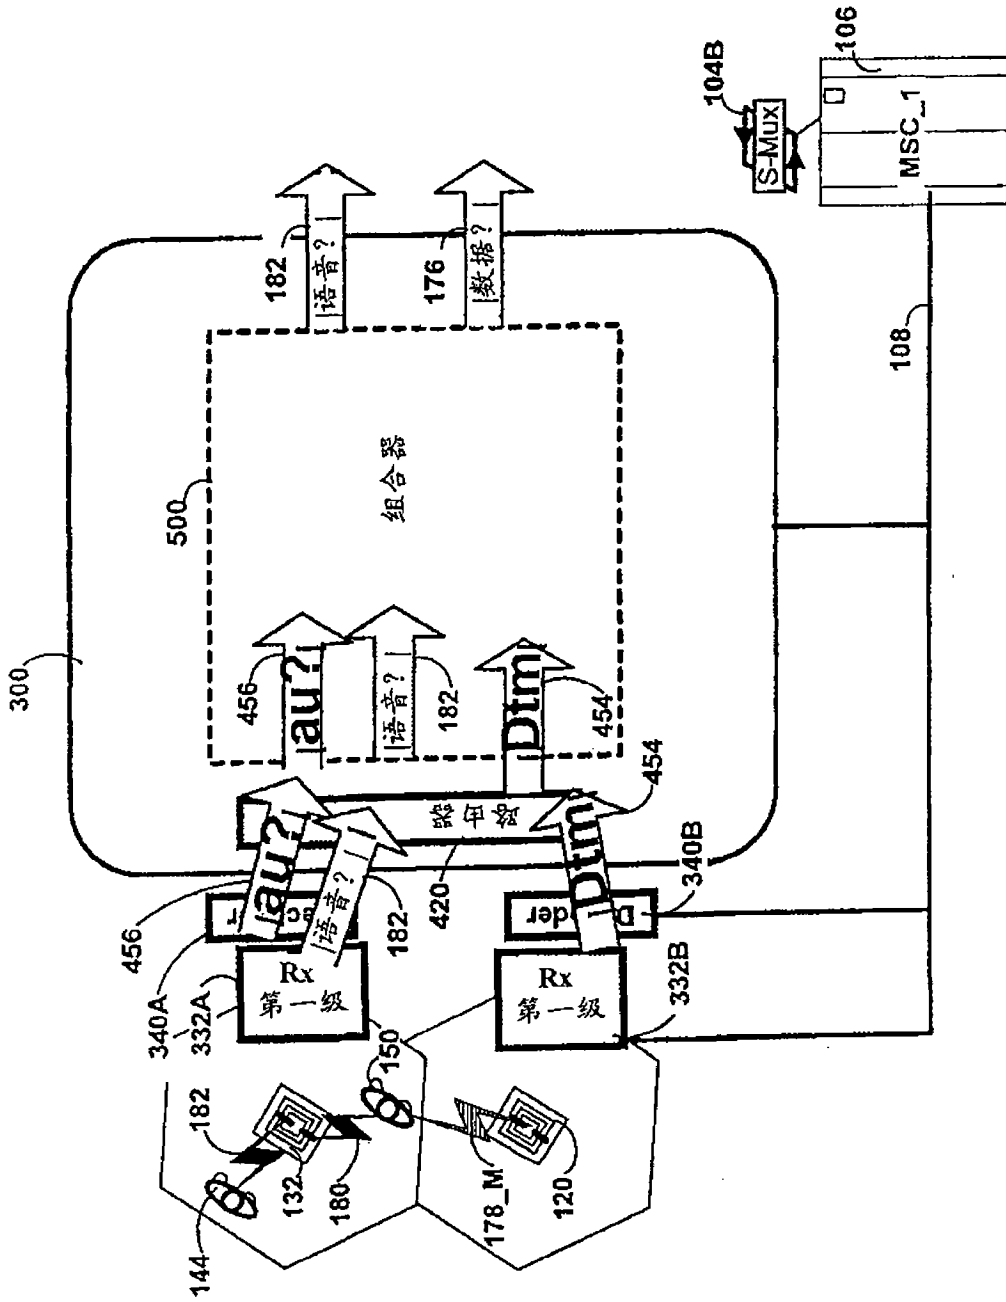 300
500
组合器
182
|语音? |
176
|数据? |
456
|au?|
|语音? |
182
Dtm
454
路由器
420
456
|au? |
|语音? |
182
Dtm
454
340A
ec
r
D
der
340B
332A
Rx
第一级
Rx
第一级
332B
144
182
132
180
150
178_M
120
104B
S-Mux
106
MSC_1
108